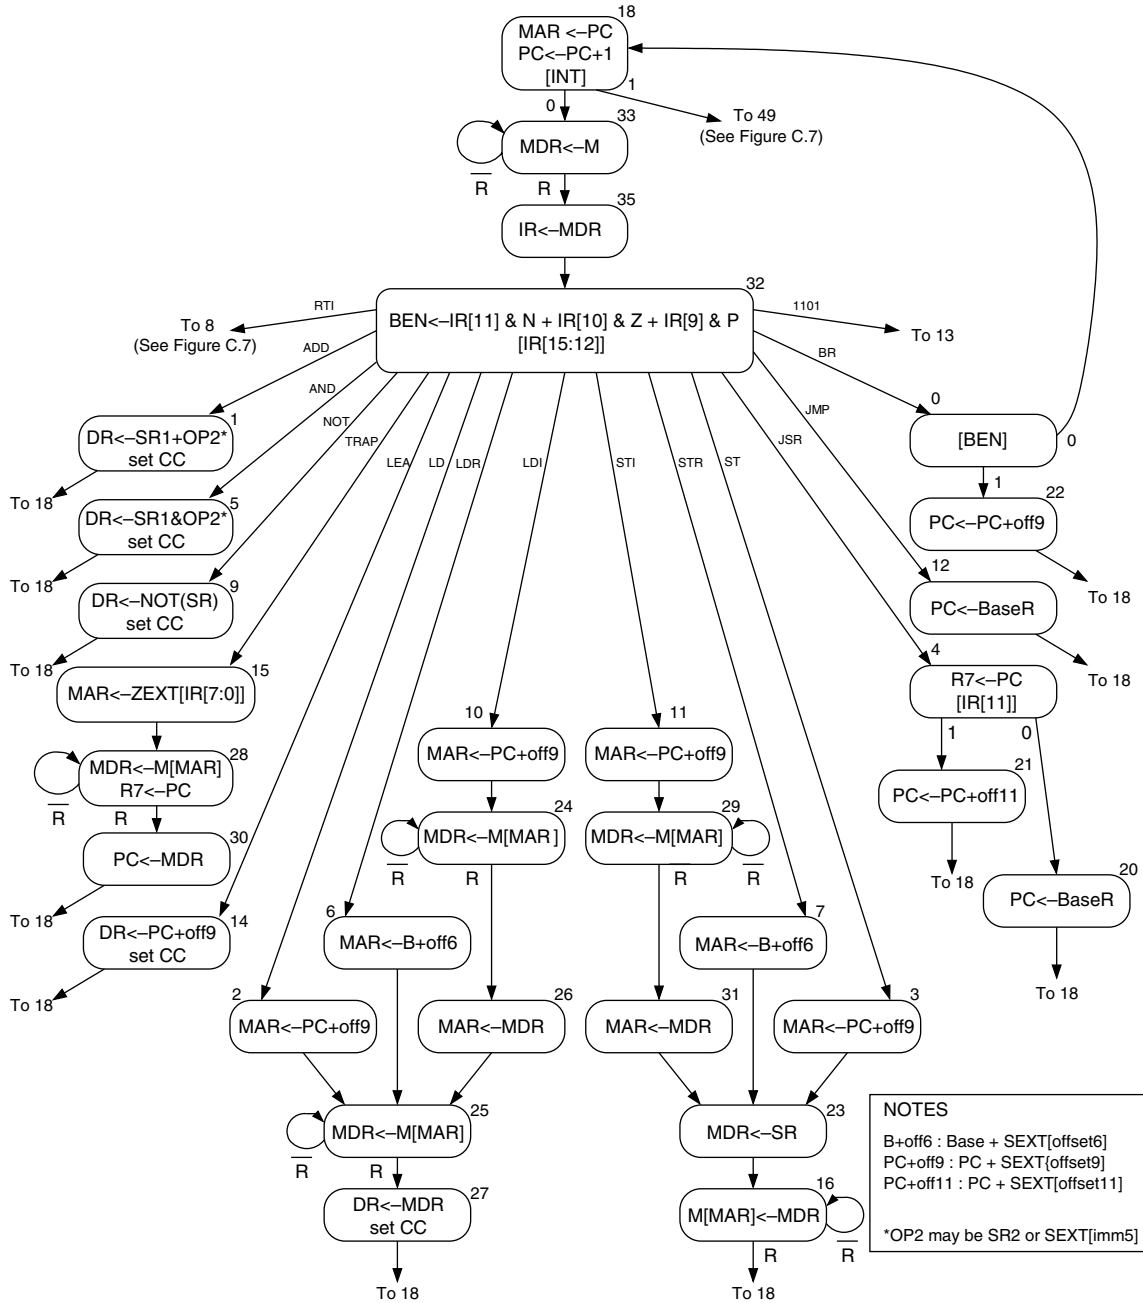 18
MAR <–PC
PC<–PC+1
[INT]
0
1
To 49
(See Figure C.7)
33
MDR<–M
R
R
35
IR<–MDR
32
BEN<–IR[11] & N + IR[10] & Z + IR[9] & P
[IR[15:12]]
RTI
To 8
(See Figure C.7)
1101
To 13
ADD
AND
NOT
TRAP
LEA
LD
LDR
LDI
STI
STR
ST
JSR
JMP
BR
1
DR<–SR1+OP2*
set CC
To 18
5
DR<–SR1&OP2*
set CC
To 18
9
DR<–NOT(SR)
set CC
To 18
15
MAR<–ZEXT[IR[7:0]]
28
MDR<–M[MAR]
R7<–PC
R
R
30
PC<–MDR
To 18
14
DR<–PC+off9
set CC
To 18
0
[BEN]
0
1
22
PC<–PC+off9
To 18
12
PC<–BaseR
To 18
4
R7<–PC
[IR[11]]
1
0
21
PC<–PC+off11
To 18
20
PC<–BaseR
To 18
10
MAR<–PC+off9
24
MDR<–M[MAR]
R
R
11
MAR<–PC+off9
29
MDR<–M[MAR]
R
R
6
MAR<–B+off6
7
MAR<–B+off6
2
MAR<–PC+off9
26
MAR<–MDR
31
MAR<–MDR
3
MAR<–PC+off9
25
MDR<–M[MAR]
R
R
27
DR<–MDR
set CC
To 18
23
MDR<–SR
16
M[MAR]<–MDR
R
R
To 18
NOTES
B+off6 : Base + SEXT[offset6]
PC+off9 : PC + SEXT{offset9]
PC+off11 : PC + SEXT[offset11]
*OP2 may be SR2 or SEXT[imm5]